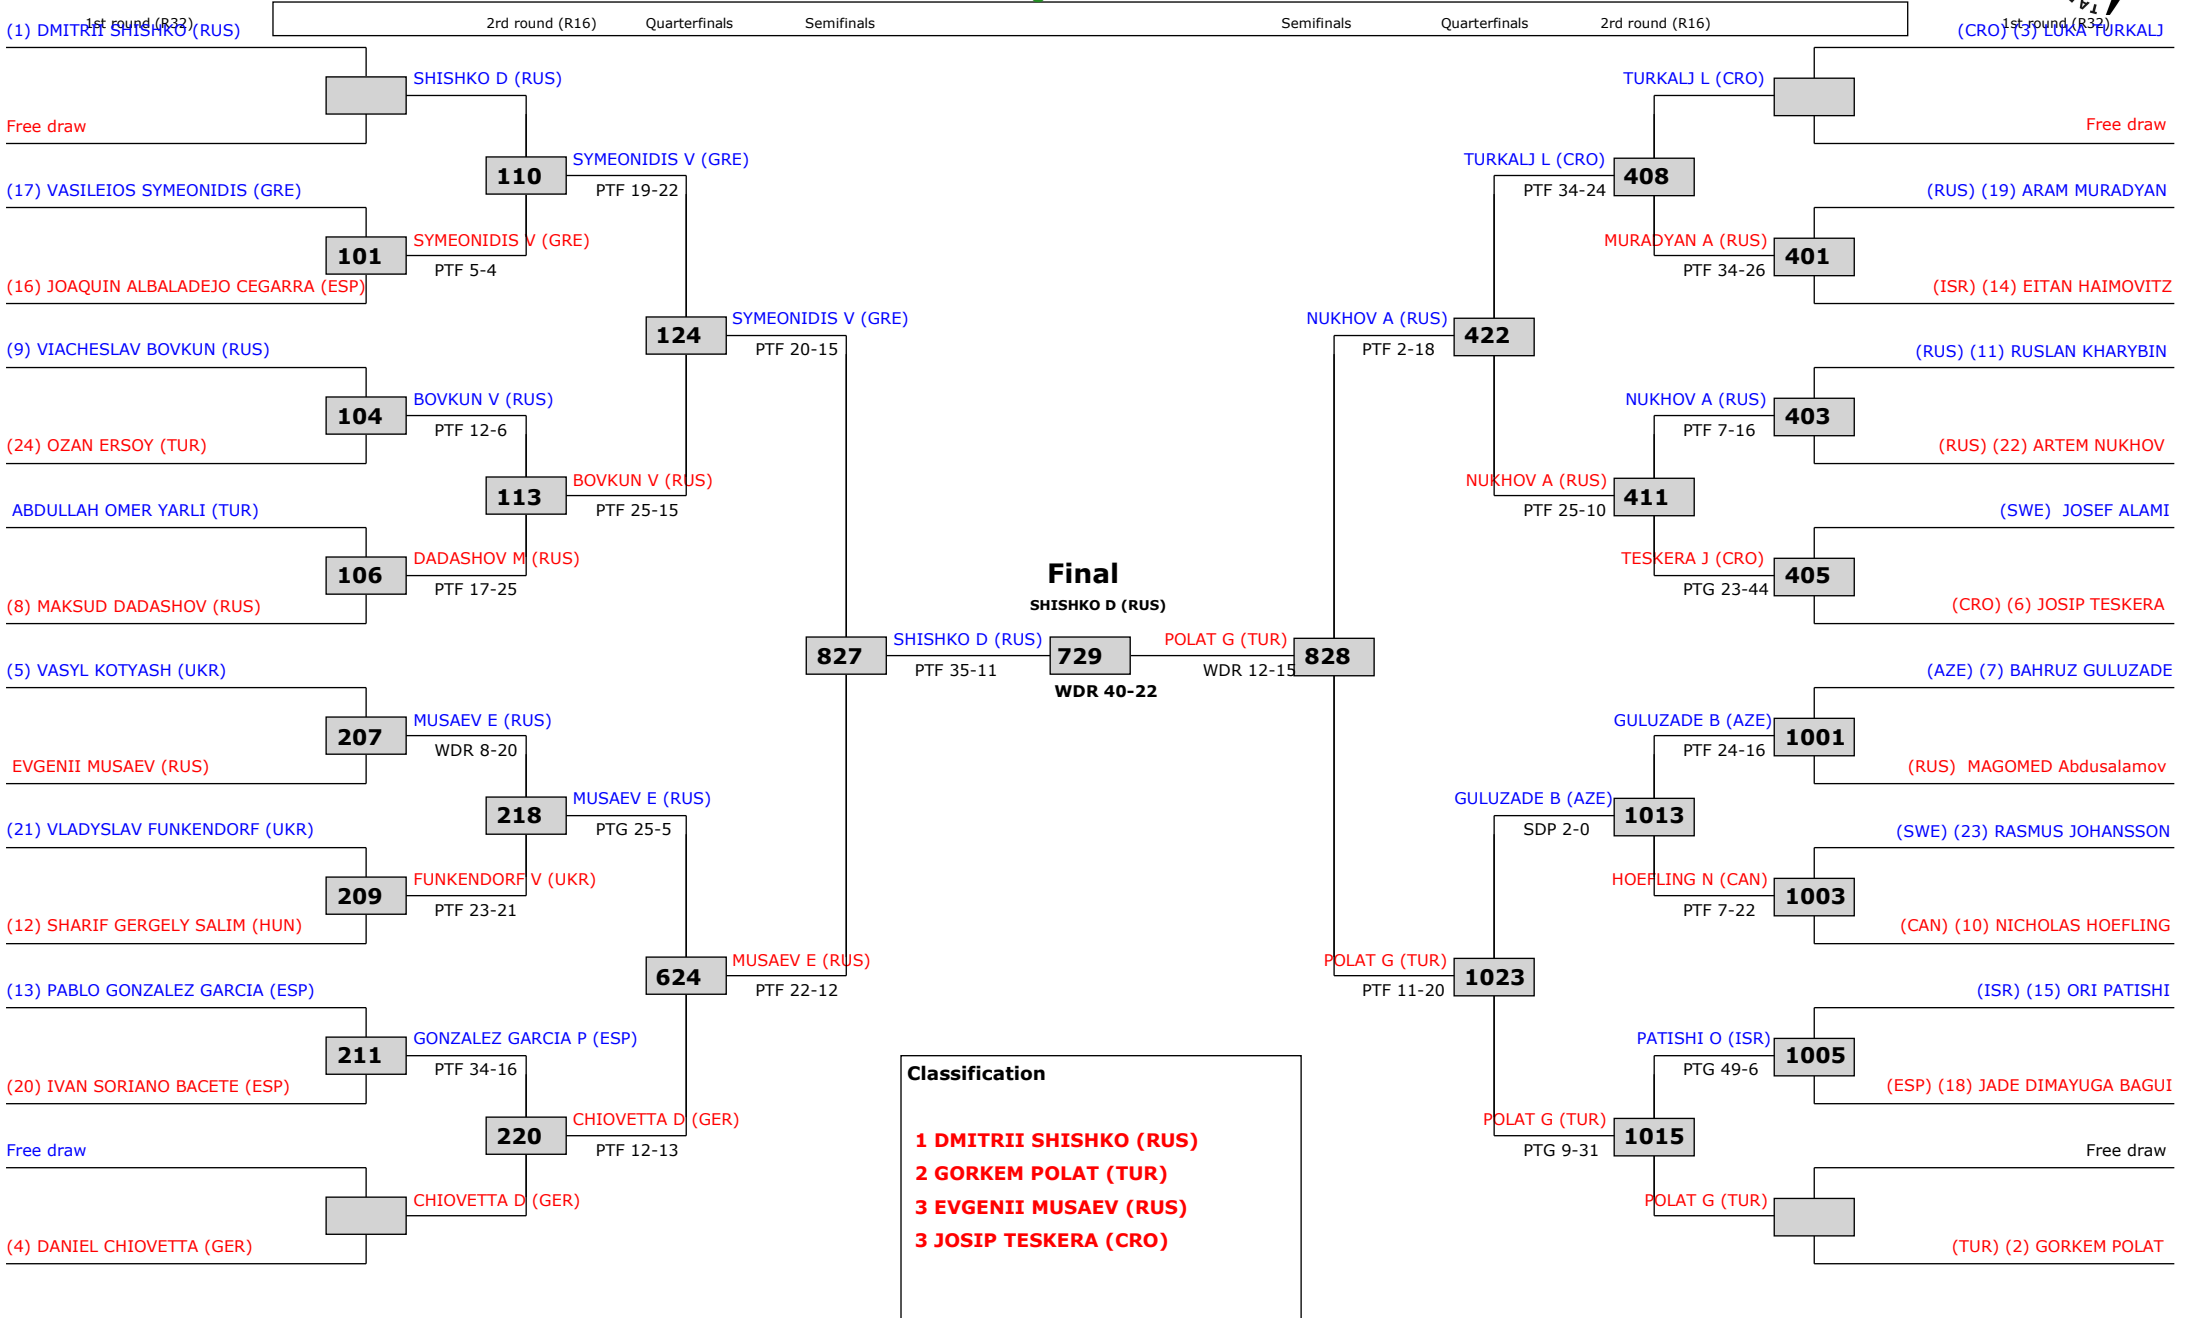 1st round (R32)
2nd round (R16)
Quarterfinals
Semifinals
Semifinals
Quarterfinals
2nd round (R16)
1st round (R32)
(1) DMITRII SHISHKO (RUS)
SHISHKO D (RUS)
Free draw
110
SYMEONIDIS V (GRE)
PTF 19-22
(17) VASILEIOS SYMEONIDIS (GRE)
101
SYMEONIDIS V (GRE)
PTF 5-4
(16) JOAQUIN ALBALADEJO CEGARRA (ESP)
124
SYMEONIDIS V (GRE)
PTF 20-15
(9) VIACHESLAV BOVKUN (RUS)
104
BOVKUN V (RUS)
PTF 12-6
(24) OZAN ERSOY (TUR)
113
BOVKUN V (RUS)
PTF 25-15
ABDULLAH OMER YARLI (TUR)
106
DADASHOV M (RUS)
PTF 17-25
(8) MAKSUD DADASHOV (RUS)
827
SHISHKO D (RUS)
PTF 35-11
(5) VASYL KOTYASH (UKR)
207
MUSAEV E (RUS)
WDR 8-20
EVGENII MUSAEV (RUS)
218
MUSAEV E (RUS)
PTG 25-5
(21) VLADYSLAV FUNKENDORF (UKR)
209
FUNKENDORF V (UKR)
PTF 23-21
(12) SHARIF GERGELY SALIM (HUN)
624
MUSAEV E (RUS)
PTF 22-12
(13) PABLO GONZALEZ GARCIA (ESP)
211
GONZALEZ GARCIA P (ESP)
PTF 34-16
(20) IVAN SORIANO BACETE (ESP)
220
CHIOVETTA D (GER)
PTF 12-13
Free draw
CHIOVETTA D (GER)
(4) DANIEL CHIOVETTA (GER)
Final
SHISHKO D (RUS)
729
WDR 40-22
(CRO) (3) LUKA TURKALJ
TURKALJ L (CRO)
Free draw
TURKALJ L (CRO)
PTF 34-24
408
(RUS) (19) ARAM MURADYAN
MURADYAN A (RUS)
PTF 34-26
401
(ISR) (14) EITAN HAIMOVITZ
NUKHOV A (RUS)
PTF 2-18
422
(RUS) (11) RUSLAN KHARYBIN
NUKHOV A (RUS)
PTF 7-16
403
(RUS) (22) ARTEM NUKHOV
NUKHOV A (RUS)
PTF 25-10
411
(SWE) JOSEF ALAMI
TESKERA J (CRO)
PTG 23-44
405
(CRO) (6) JOSIP TESKERA
POLAT G (TUR)
WDR 12-15
828
(AZE) (7) BAHRUZ GULUZADE
GULUZADE B (AZE)
PTF 24-16
1001
(RUS) MAGOMED Abdusalamov
GULUZADE B (AZE)
SDP 2-0
1013
(SWE) (23) RASMUS JOHANSSON
HOEFLING N (CAN)
PTF 7-22
1003
(CAN) (10) NICHOLAS HOEFLING
POLAT G (TUR)
PTF 11-20
1023
(ISR) (15) ORI PATISHI
PATISHI O (ISR)
PTG 49-6
1005
(ESP) (18) JADE DIMAYUGA BAGUI
POLAT G (TUR)
PTG 9-31
1015
Free draw
POLAT G (TUR)
(TUR) (2) GORKEM POLAT
Classification
1 DMITRII SHISHKO (RUS)
2 GORKEM POLAT (TUR)
3 EVGENII MUSAEV (RUS)
3 JOSIP TESKERA (CRO)